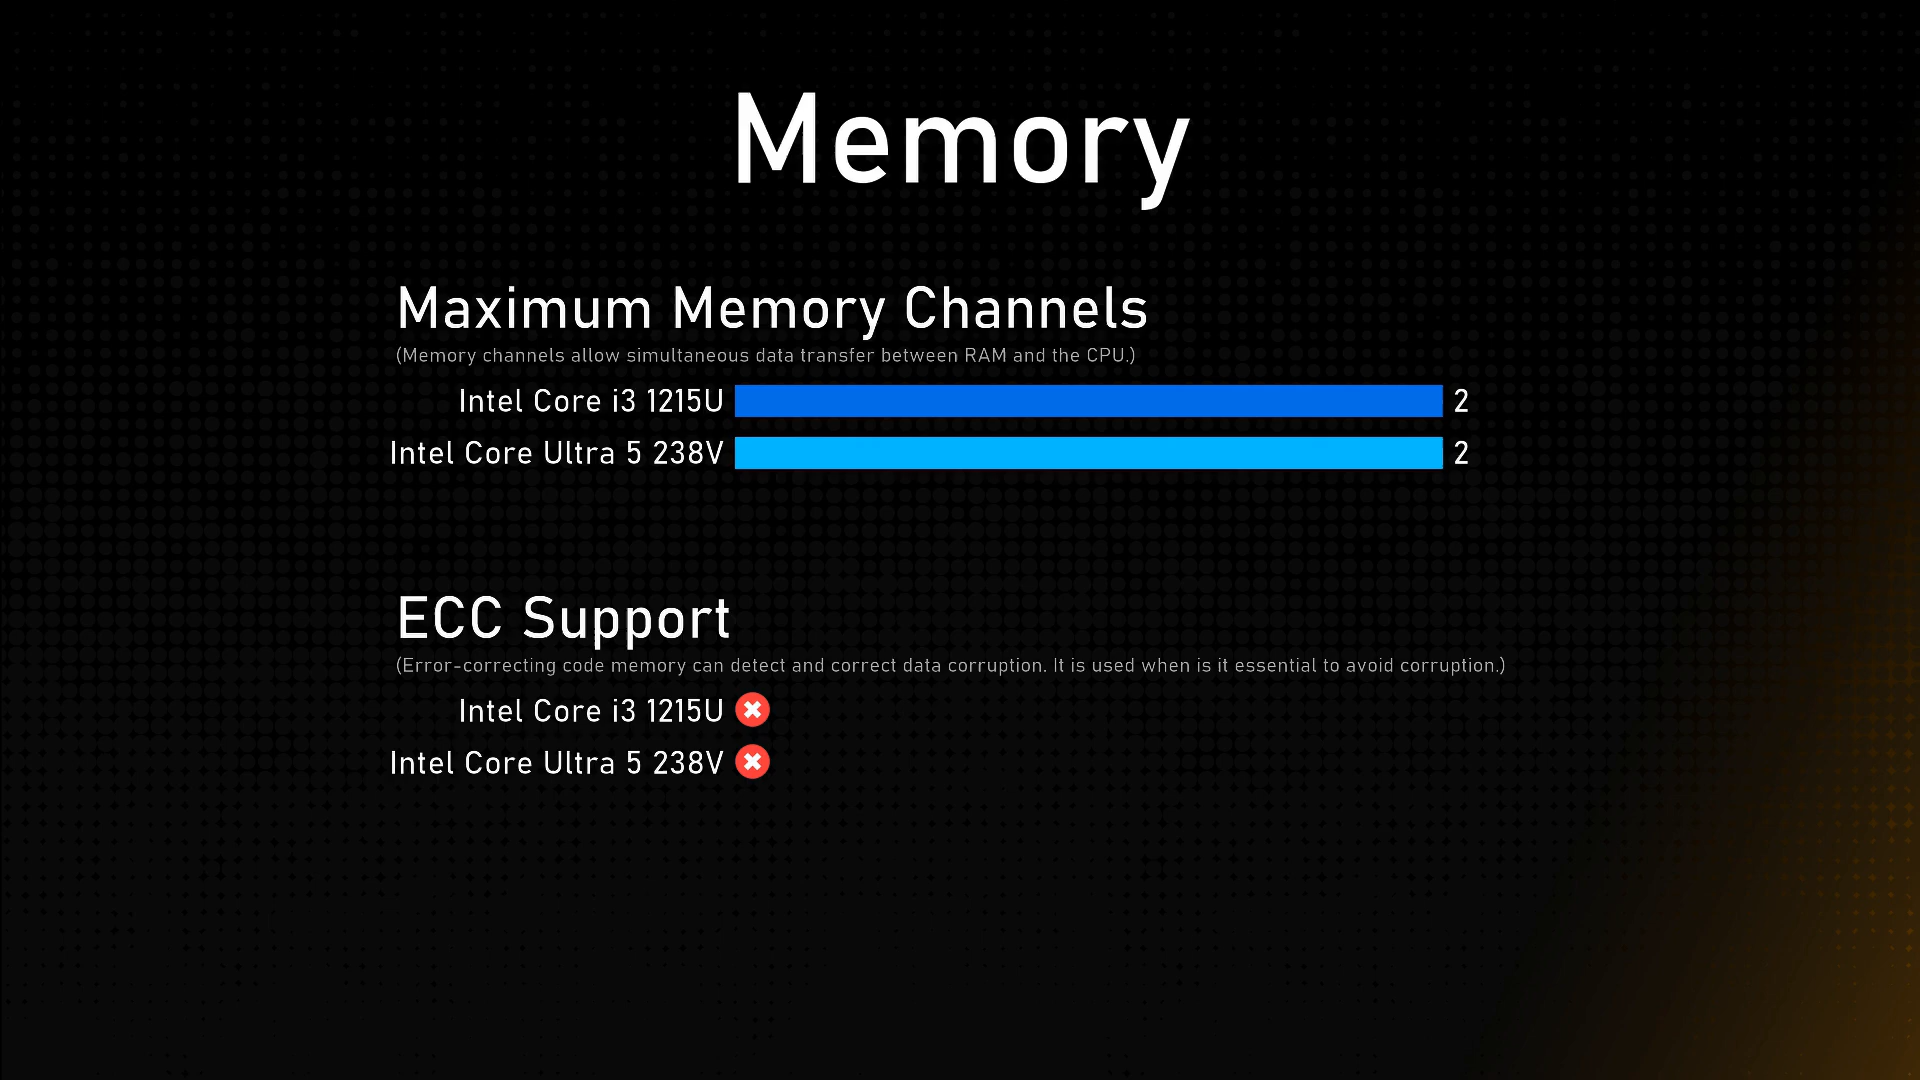 Memory
Maximum Memory Channels
(Memory channels allow simultaneous data transfer between RAM and the CPU.)
Intel Core i3 1215U 2
Intel Core Ultra 5 238V 2
ECC Support
(Error-correcting code memory can detect and correct data corruption. It is used when is it essential to avoid corruption.)
Intel Core i3 1215U
Intel Core Ultra 5 238V